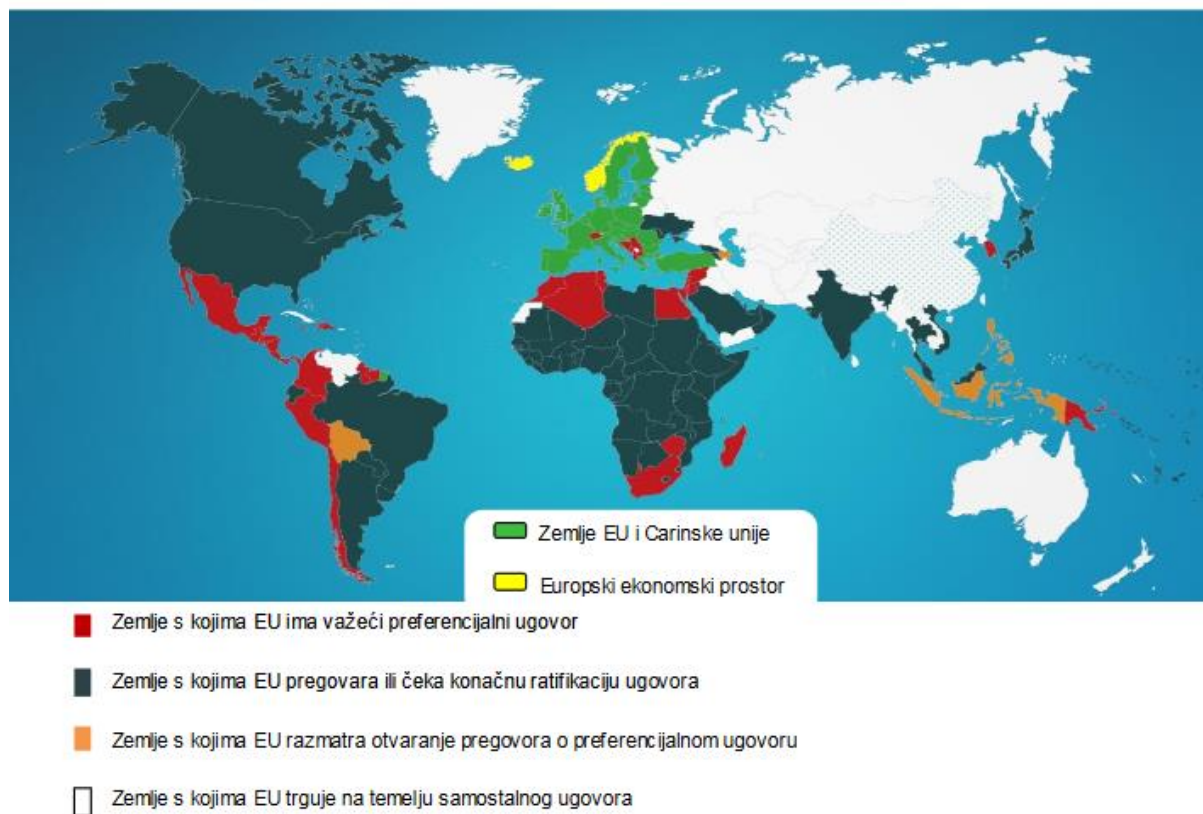 Zemlje EU i Carinske unije
Europski ekonomski prostor
Zemlje s kojima EU ima važeći preferencijalni ugovor
Zemlje s kojima EU pregovara ili čeka konačnu ratifikaciju ugovora
Zemlje s kojima EU razmatra otvaranje pregovora o preferencijalnom ugovoru
Zemlje s kojima EU trguje na temelju samostalnog ugovora